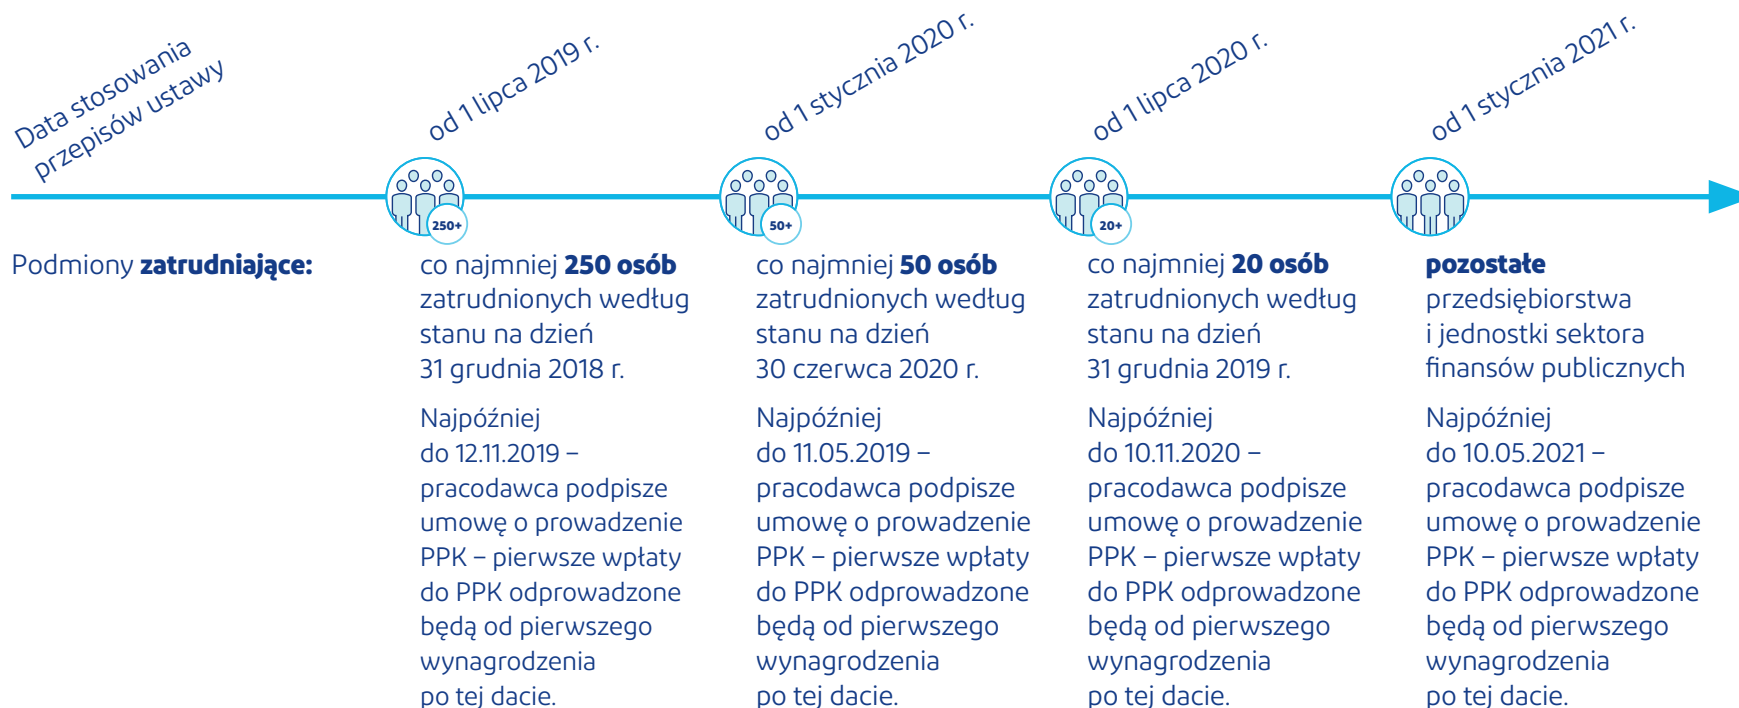 Data stosowania
przepisów ustawy
od 1 lipca 2019 r.
od 1 stycznia 2020 r.
od 1 lipca 2020 r.
od 1 stycznia 2021 r.
250+
50+
20+
Podmiony zatrudniające:
co najmniej 250 osób
zatrudnionych według
stanu na dzień
31 grudnia 2018 r.
Najpóźniej
do 12.11.2019 –
pracodawca podpisze
umowę o prowadzenie
PPK – pierwsze wpłaty
do PPK odprowadzone
będą od pierwszego
wynagrodzenia
po tej dacie.
co najmniej 50 osób
zatrudnionych według
stanu na dzień
30 czerwca 2020 r.
Najpóźniej
do 11.05.2019 –
pracodawca podpisze
umowę o prowadzenie
PPK – pierwsze wpłaty
do PPK odprowadzone
będą od pierwszego
wynagrodzenia
po tej dacie.
co najmniej 20 osób
zatrudnionych według
stanu na dzień
31 grudnia 2019 r.
Najpóźniej
do 10.11.2020 –
pracodawca podpisze
umowę o prowadzenie
PPK – pierwsze wpłaty
do PPK odprowadzone
będą od pierwszego
wynagrodzenia
po tej dacie.
pozostałe
przedsiębiorstwa
i jednostki sektora
finansów publicznych
Najpóźniej
do 10.05.2021 –
pracodawca podpisze
umowę o prowadzenie
PPK – pierwsze wpłaty
do PPK odprowadzone
będą od pierwszego
wynagrodzenia
po tej dacie.